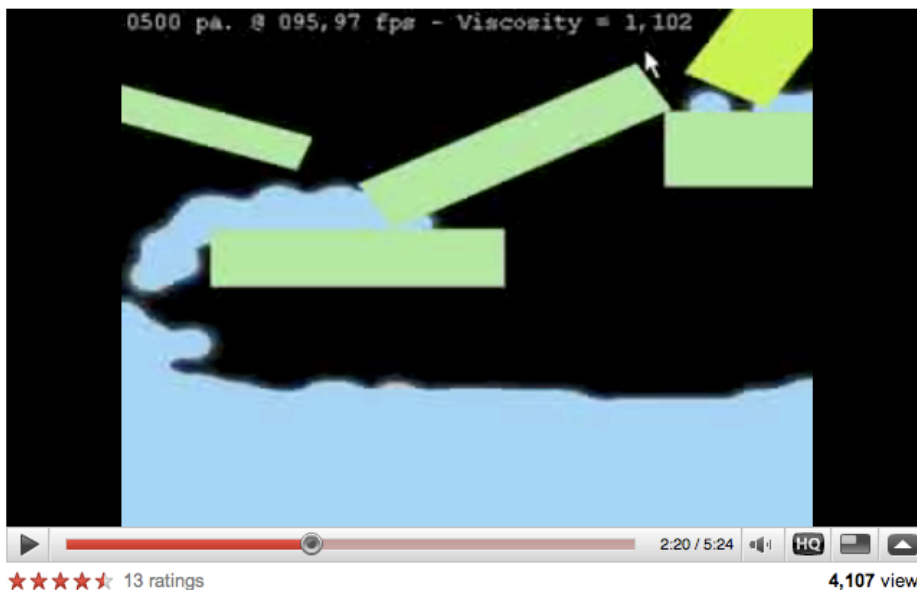 0500 pa. @ 095,97 fps - Viscosity = 1,102
2:20 / 5:24
HQ
13 ratings
4,107 view